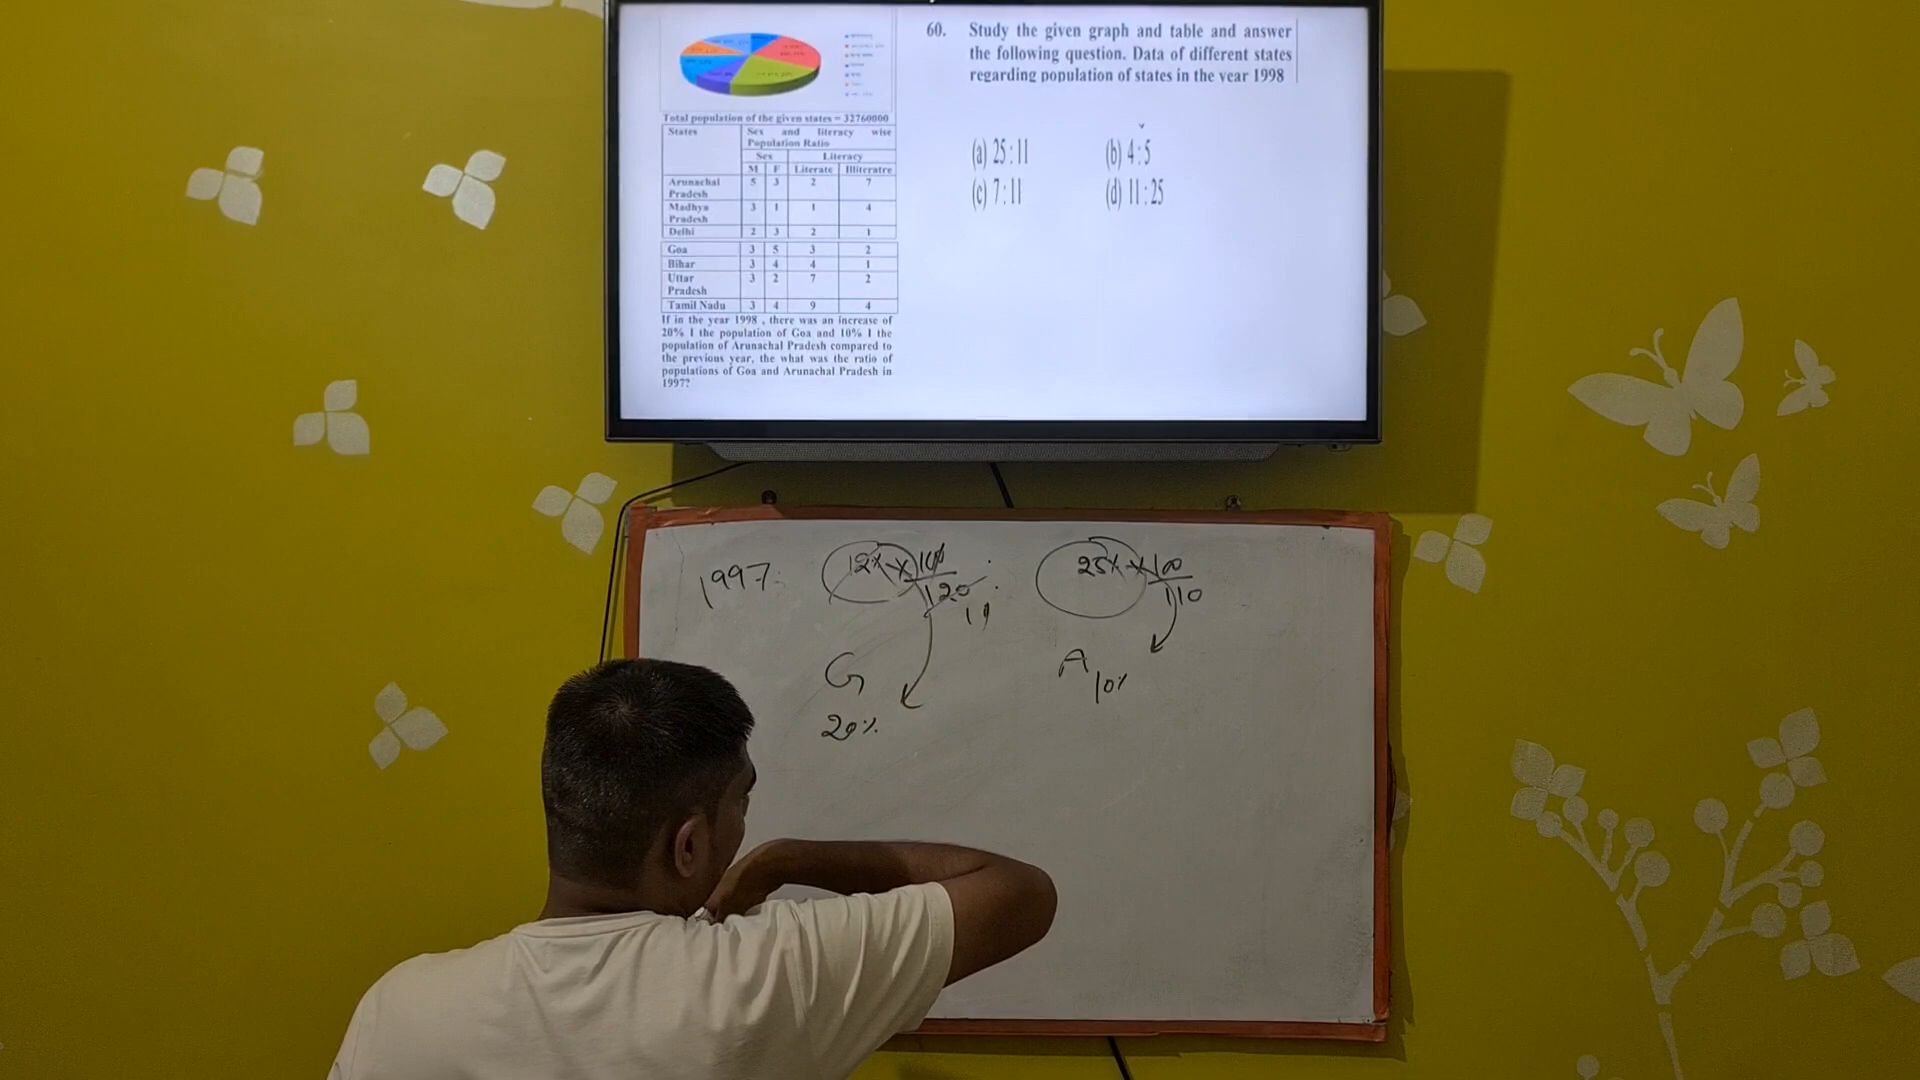 60. Study the given graph and table and answer
the following question. Data of different states
regarding population of states in the year 1998
(a) 25:11 (b) 4:5
(c) 7:11 (d) 11:25
Total population of the given states = 32760000
States Sex and literacy wise
Population Ratio
Sex Literacy
M F Literate Illiteratre
Arunachal
Pradesh 5 3 2 7
Madhya
Pradesh 3 1 1 4
Delhi 2 3 2 1
Goa 3 5 3 2
Bihar 3 4 4 1
Uttar
Pradesh 3 2 7 2
Tamil Nadu 3 4 9 4
If in the year 1998 , there was an increase of
20% I the population of Goa and 10% I the
population of Arunachal Pradesh compared to
the previous year, the what was the ratio of
populations of Goa and Arunachal Pradesh in
1997?
1997 12% x 100 : 25% x 100
120 110
11
G A
20% 10%